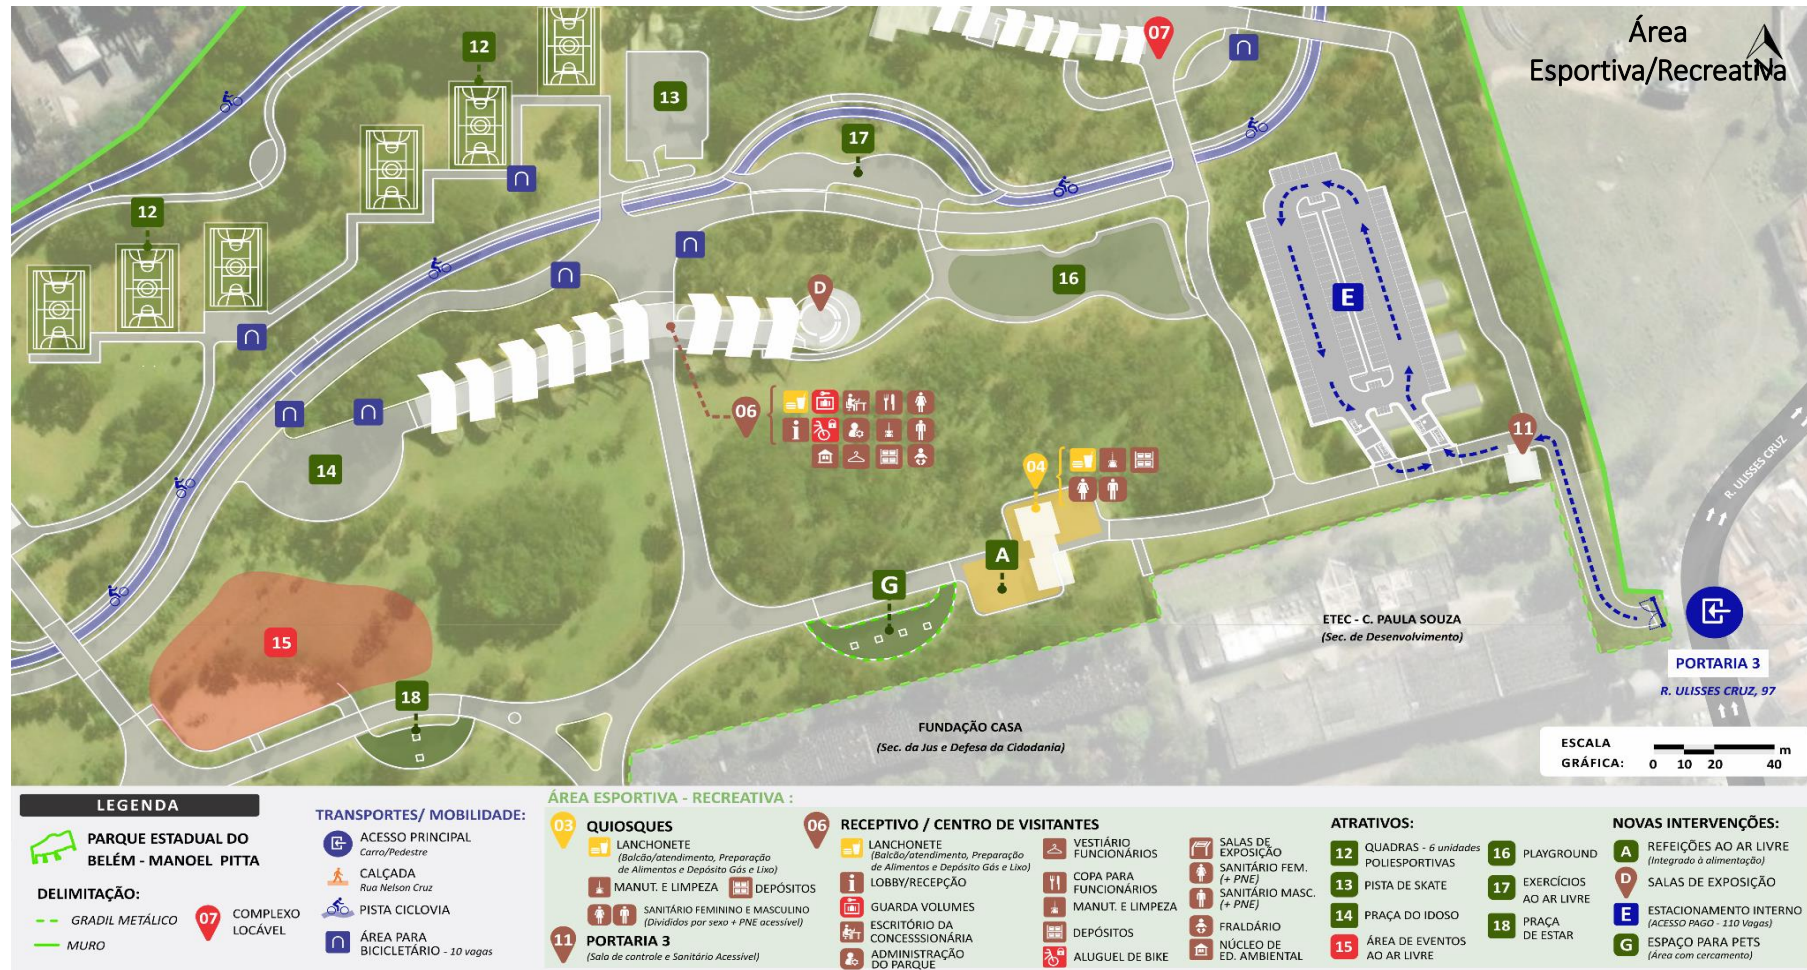 Área
Esportiva/Recreativa
N
07
12
13
17
12
16
D
E
06
i
04
11
14
A
G
15
18
R. ULISSES CRUZ
ETEC - C. PAULA SOUZA
(Sec. de Desenvolvimento)
FUNDAÇÃO CASA
(Sec. da Jus e Defesa da Cidadania)
PORTARIA 3
R. ULISSES CRUZ, 97
ESCALA
GRÁFICA:
0 10 20 40 m
LEGENDA
PARQUE ESTADUAL DO
BELÉM - MANOEL PITTA
DELIMITAÇÃO:
GRADIL METÁLICO
MURO
07 COMPLEXO
LOCÁVEL
TRANSPORTES/ MOBILIDADE:
ACESSO PRINCIPAL
Carro/Pedestre
CALÇADA
Rua Nelson Cruz
PISTA CICLOVIA
ÁREA PARA
BICICLETÁRIO - 10 vagas
ÁREA ESPORTIVA - RECREATIVA :
03 QUIOSQUES
LANCHONETE
(Balcão/atendimento, Preparação
de Alimentos e Depósito Gás e Lixo)
MANUT. E LIMPEZA DEPÓSITOS
SANITÁRIO FEMININO E MASCULINO
(Divididos por sexo + PNE acessível)
11 PORTARIA 3
(Sala de controle e Sanitário Acessível)
06 RECEPTIVO / CENTRO DE VISITANTES
LANCHONETE
(Balcão/atendimento, Preparação
de Alimentos e Depósito Gás e Lixo)
i LOBBY/RECEPÇÃO
GUARDA VOLUMES
ESCRITÓRIO DA
CONCESSSIONÁRIA
ADMINISTRAÇÃO
DO PARQUE
VESTIÁRIO
FUNCIONÁRIOS
COPA PARA
FUNCIONÁRIOS
MANUT. E LIMPEZA
DEPÓSITOS
ALUGUEL DE BIKE
SALAS DE
EXPOSIÇÃO
SANITÁRIO FEM.
(+ PNE)
SANITÁRIO MASC.
(+ PNE)
FRALDÁRIO
NÚCLEO DE
ED. AMBIENTAL
ATRATIVOS:
12 QUADRAS - 6 unidades
POLIESPORTIVAS
13 PISTA DE SKATE
14 PRAÇA DO IDOSO
15 ÁREA DE EVENTOS
AO AR LIVRE
16 PLAYGROUND
17 EXERCÍCIOS
AO AR LIVRE
18 PRAÇA
DE ESTAR
NOVAS INTERVENÇÕES:
A REFEIÇÕES AO AR LIVRE
(Integrado à alimentação)
D SALAS DE EXPOSIÇÃO
E ESTACIONAMENTO INTERNO
(ACESSO PAGO - 110 Vagas)
G ESPAÇO PARA PETS
(Área com cercamento)